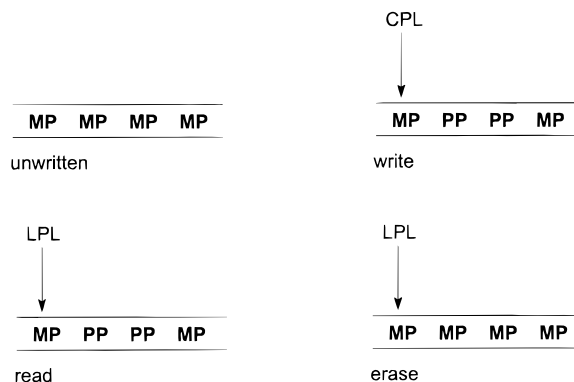 MP MP MP MP
unwritten
CPL
MP PP PP MP
write
LPL
MP PP PP MP
read
LPL
MP MP MP MP
erase